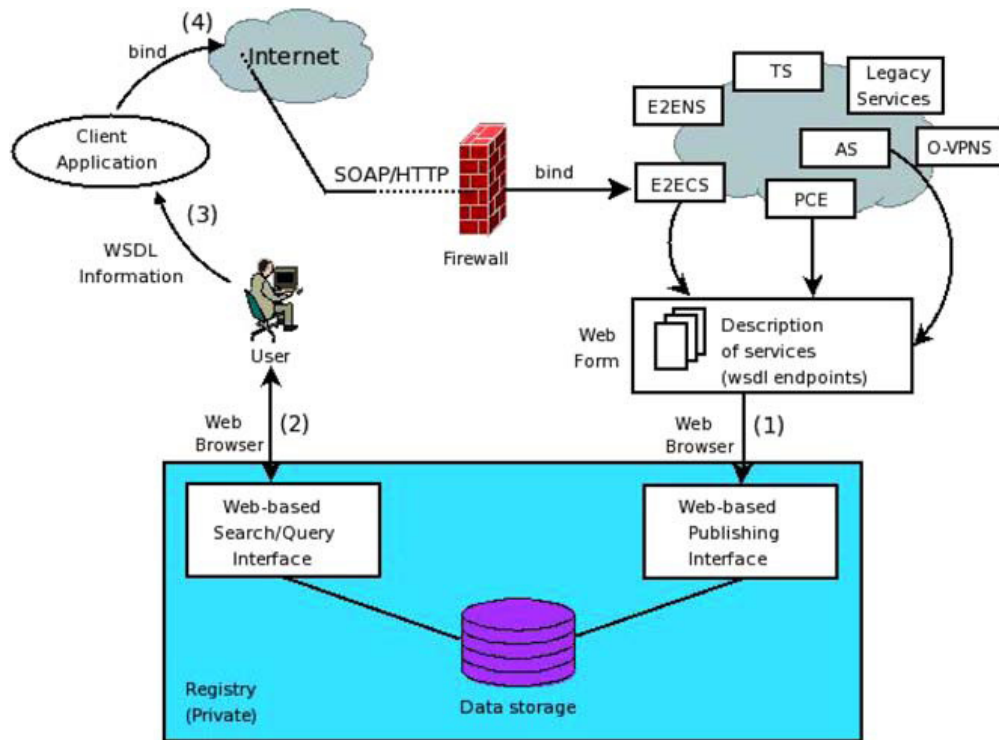 (4)
bind
Internet
TS
Legacy
Services
E2ENS
Client
Application
AS
O-VPNS
SOAP/HTTP
bind
E2ECS
PCE
(3)
WSDL
Information
Firewall
User
Web
Form
Description
of services
(wsdl endpoints)
Web
Browser
(2)
Web
Browser
(1)
Web-based
Search/Query
Interface
Web-based
Publishing
Interface
Registry
(Private)
Data storage